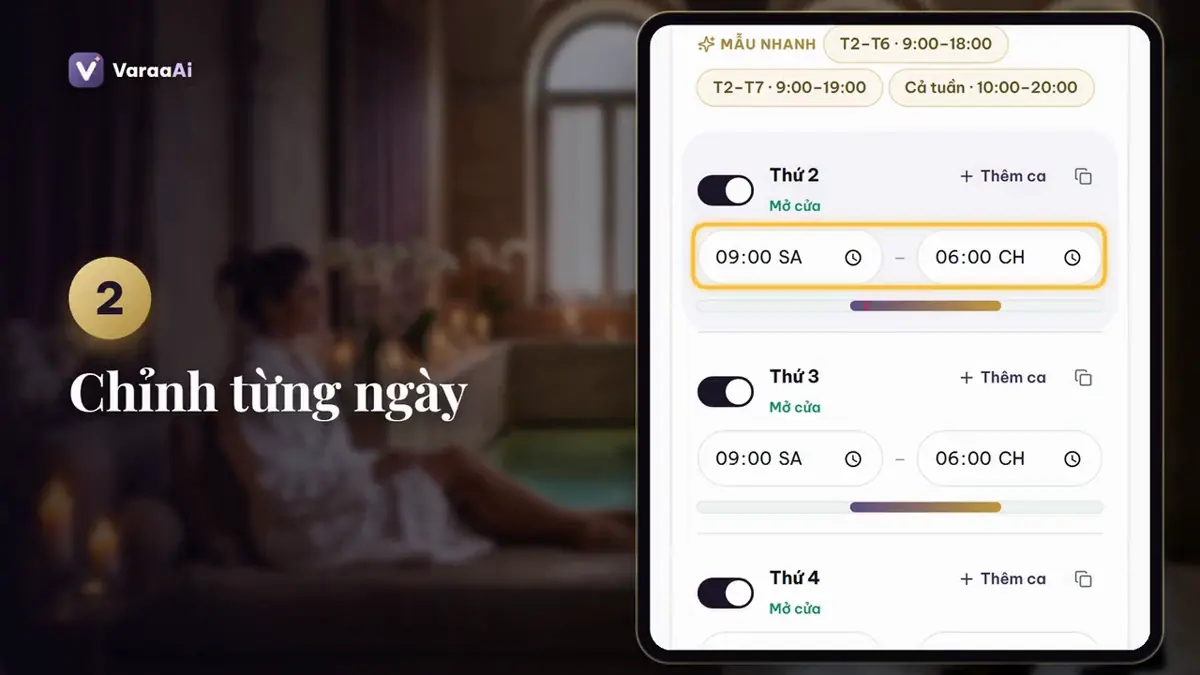 VaraaAi
2
Chỉnh từng ngày
MẪU NHANH
T2–T6 · 9:00–18:00
T2–T7 · 9:00–19:00
Cả tuần · 10:00–20:00
Thứ 2
+ Thêm ca
Mở cửa
09:00 SA – 06:00 CH
Thứ 3
+ Thêm ca
Mở cửa
09:00 SA – 06:00 CH
Thứ 4
+ Thêm ca
Mở cửa